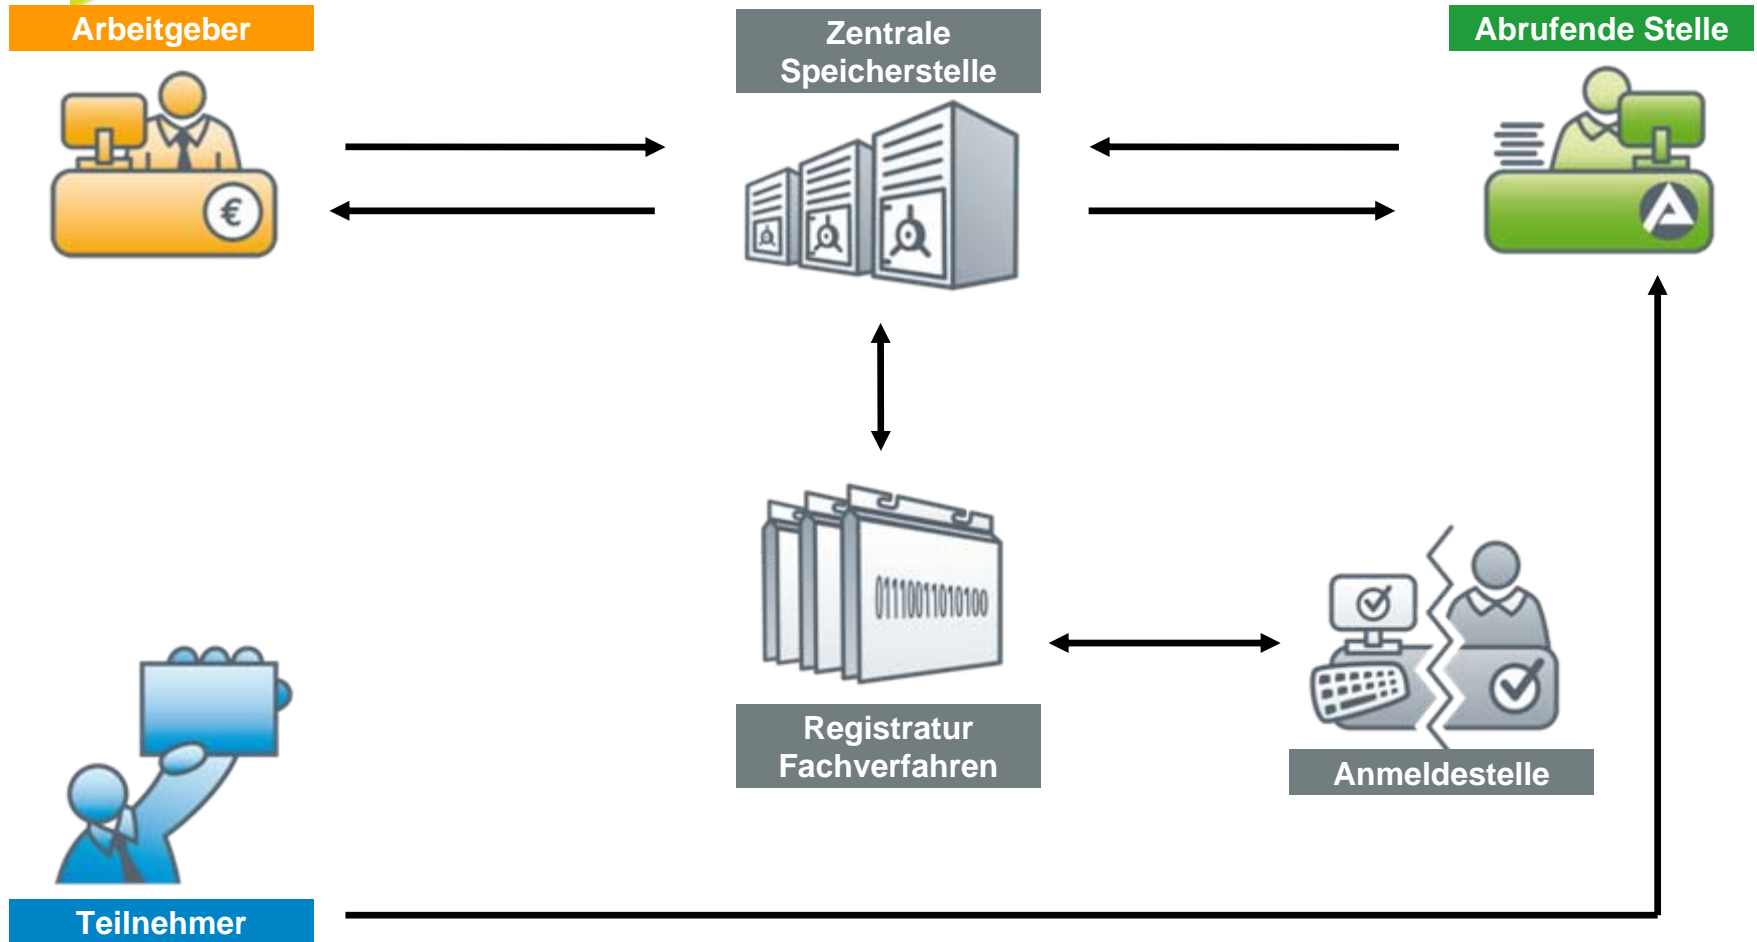 Arbeitgeber
Zentrale
Speicherstelle
Abrufende Stelle
€
01110011010100
Registratur
Fachverfahren
Anmeldestelle
Teilnehmer